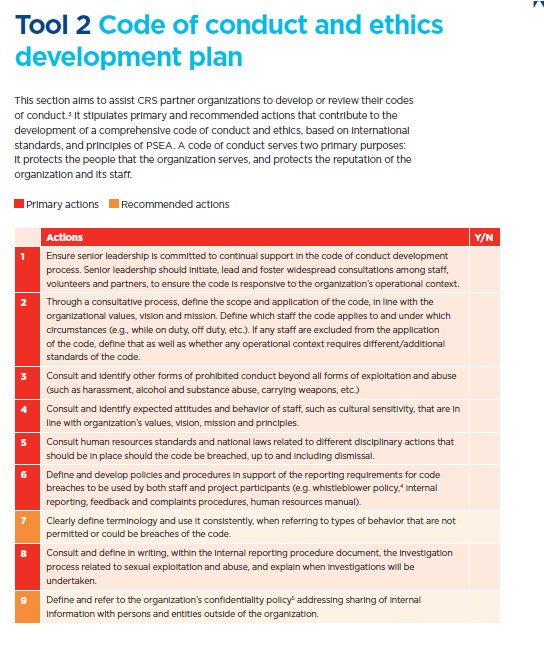 Tool 2 Code of conduct and ethics
development plan
This section aims to assist CRS partner organizations to develop or review their codes
of conduct.³ It stipulates primary and recommended actions that contribute to the
development of a comprehensive code of conduct and ethics, based on international
standards, and principles of PSEA. A code of conduct serves two primary purposes:
it protects the people that the organization serves, and protects the reputation of the
organization and its staff.
Primary actions Recommended actions
Actions Y/N
1 Ensure senior leadership is committed to continual support in the code of conduct development
process. Senior leadership should initiate, lead and foster widespread consultations among staff,
volunteers and partners, to ensure the code is responsive to the organization's operational context.
2 Through a consultative process, define the scope and application of the code, in line with the
organizational values, vision and mission. Define which staff the code applies to and under which
circumstances (e.g., while on duty, off duty, etc.). If any staff are excluded from the application
of the code, define that as well as whether any operational context requires different/additional
standards of the code.
3 Consult and identify other forms of prohibited conduct beyond all forms of exploitation and abuse
(such as harassment, alcohol and substance abuse, carrying weapons, etc.)
4 Consult and identify expected attitudes and behavior of staff, such as cultural sensitivity, that are in
line with organization's values, vision, mission and principles.
5 Consult human resources standards and national laws related to different disciplinary actions that
should be in place should the code be breached, up to and including dismissal.
6 Define and develop policies and procedures in support of the reporting requirements for code
breaches to be used by both staff and project participants (e.g. whistleblower policy,⁴ internal
reporting, feedback and complaints procedures, human resources manual).
7 Clearly define terminology and use it consistently, when referring to types of behavior that are not
permitted or could be breaches of the code.
8 Consult and define in writing, within the internal reporting procedure document, the investigation
process related to sexual exploitation and abuse, and explain when investigations will be
undertaken.
9 Define and refer to the organization's confidentiality policy⁵ addressing sharing of internal
information with persons and entities outside of the organization.